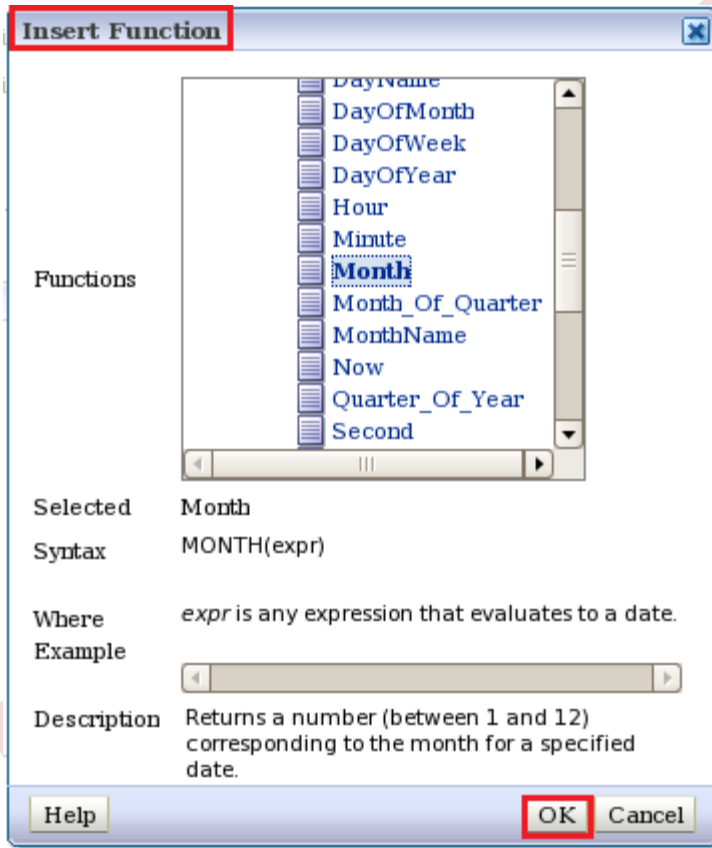 Insert Function
DayName
DayOfMonth
DayOfWeek
DayOfYear
Hour
Minute
Functions
Month
Month_Of_Quarter
MonthName
Now
Quarter_Of_Year
Second
Selected Month
Syntax MONTH(expr)
Where expr is any expression that evaluates to a date.
Example
Description Returns a number (between 1 and 12)
corresponding to the month for a specified
date.
Help OK Cancel